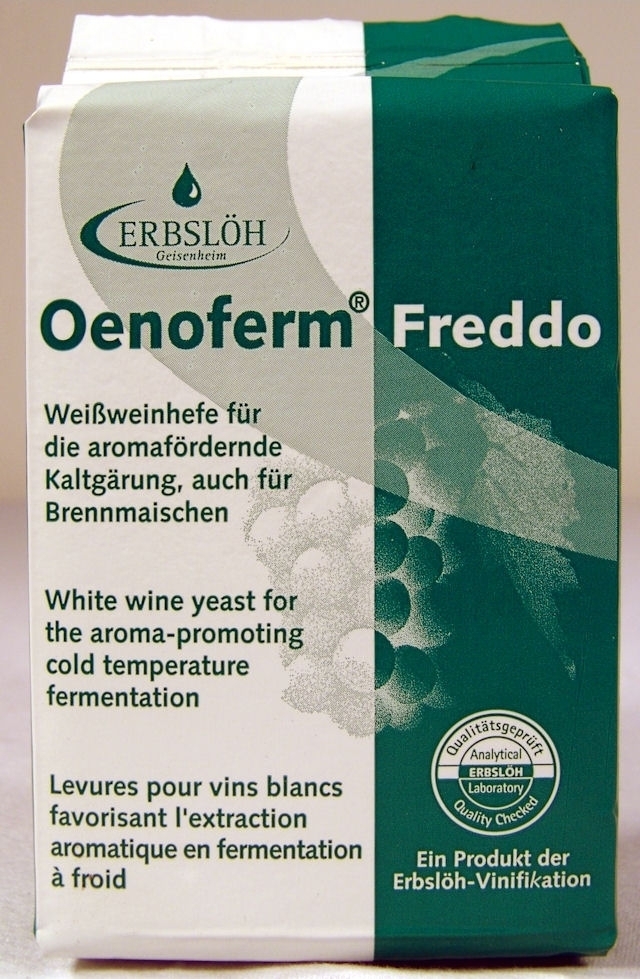 ERBSLÖH
Geisenheim
Oenoferm® Freddo
Weißweinhefe für
die aromafördernde
Kaltgärung, auch für
Brennmaischen
White wine yeast for
the aroma-promoting
cold temperature
fermentation
Levures pour vins blancs
favorisant l'extraction
aromatique en fermentation
à froid
Qualitätsgeprüft
Analytical
ERBSLÖH
Laboratory
Quality Checked
Ein Produkt der
Erbslöh-Vinifikation